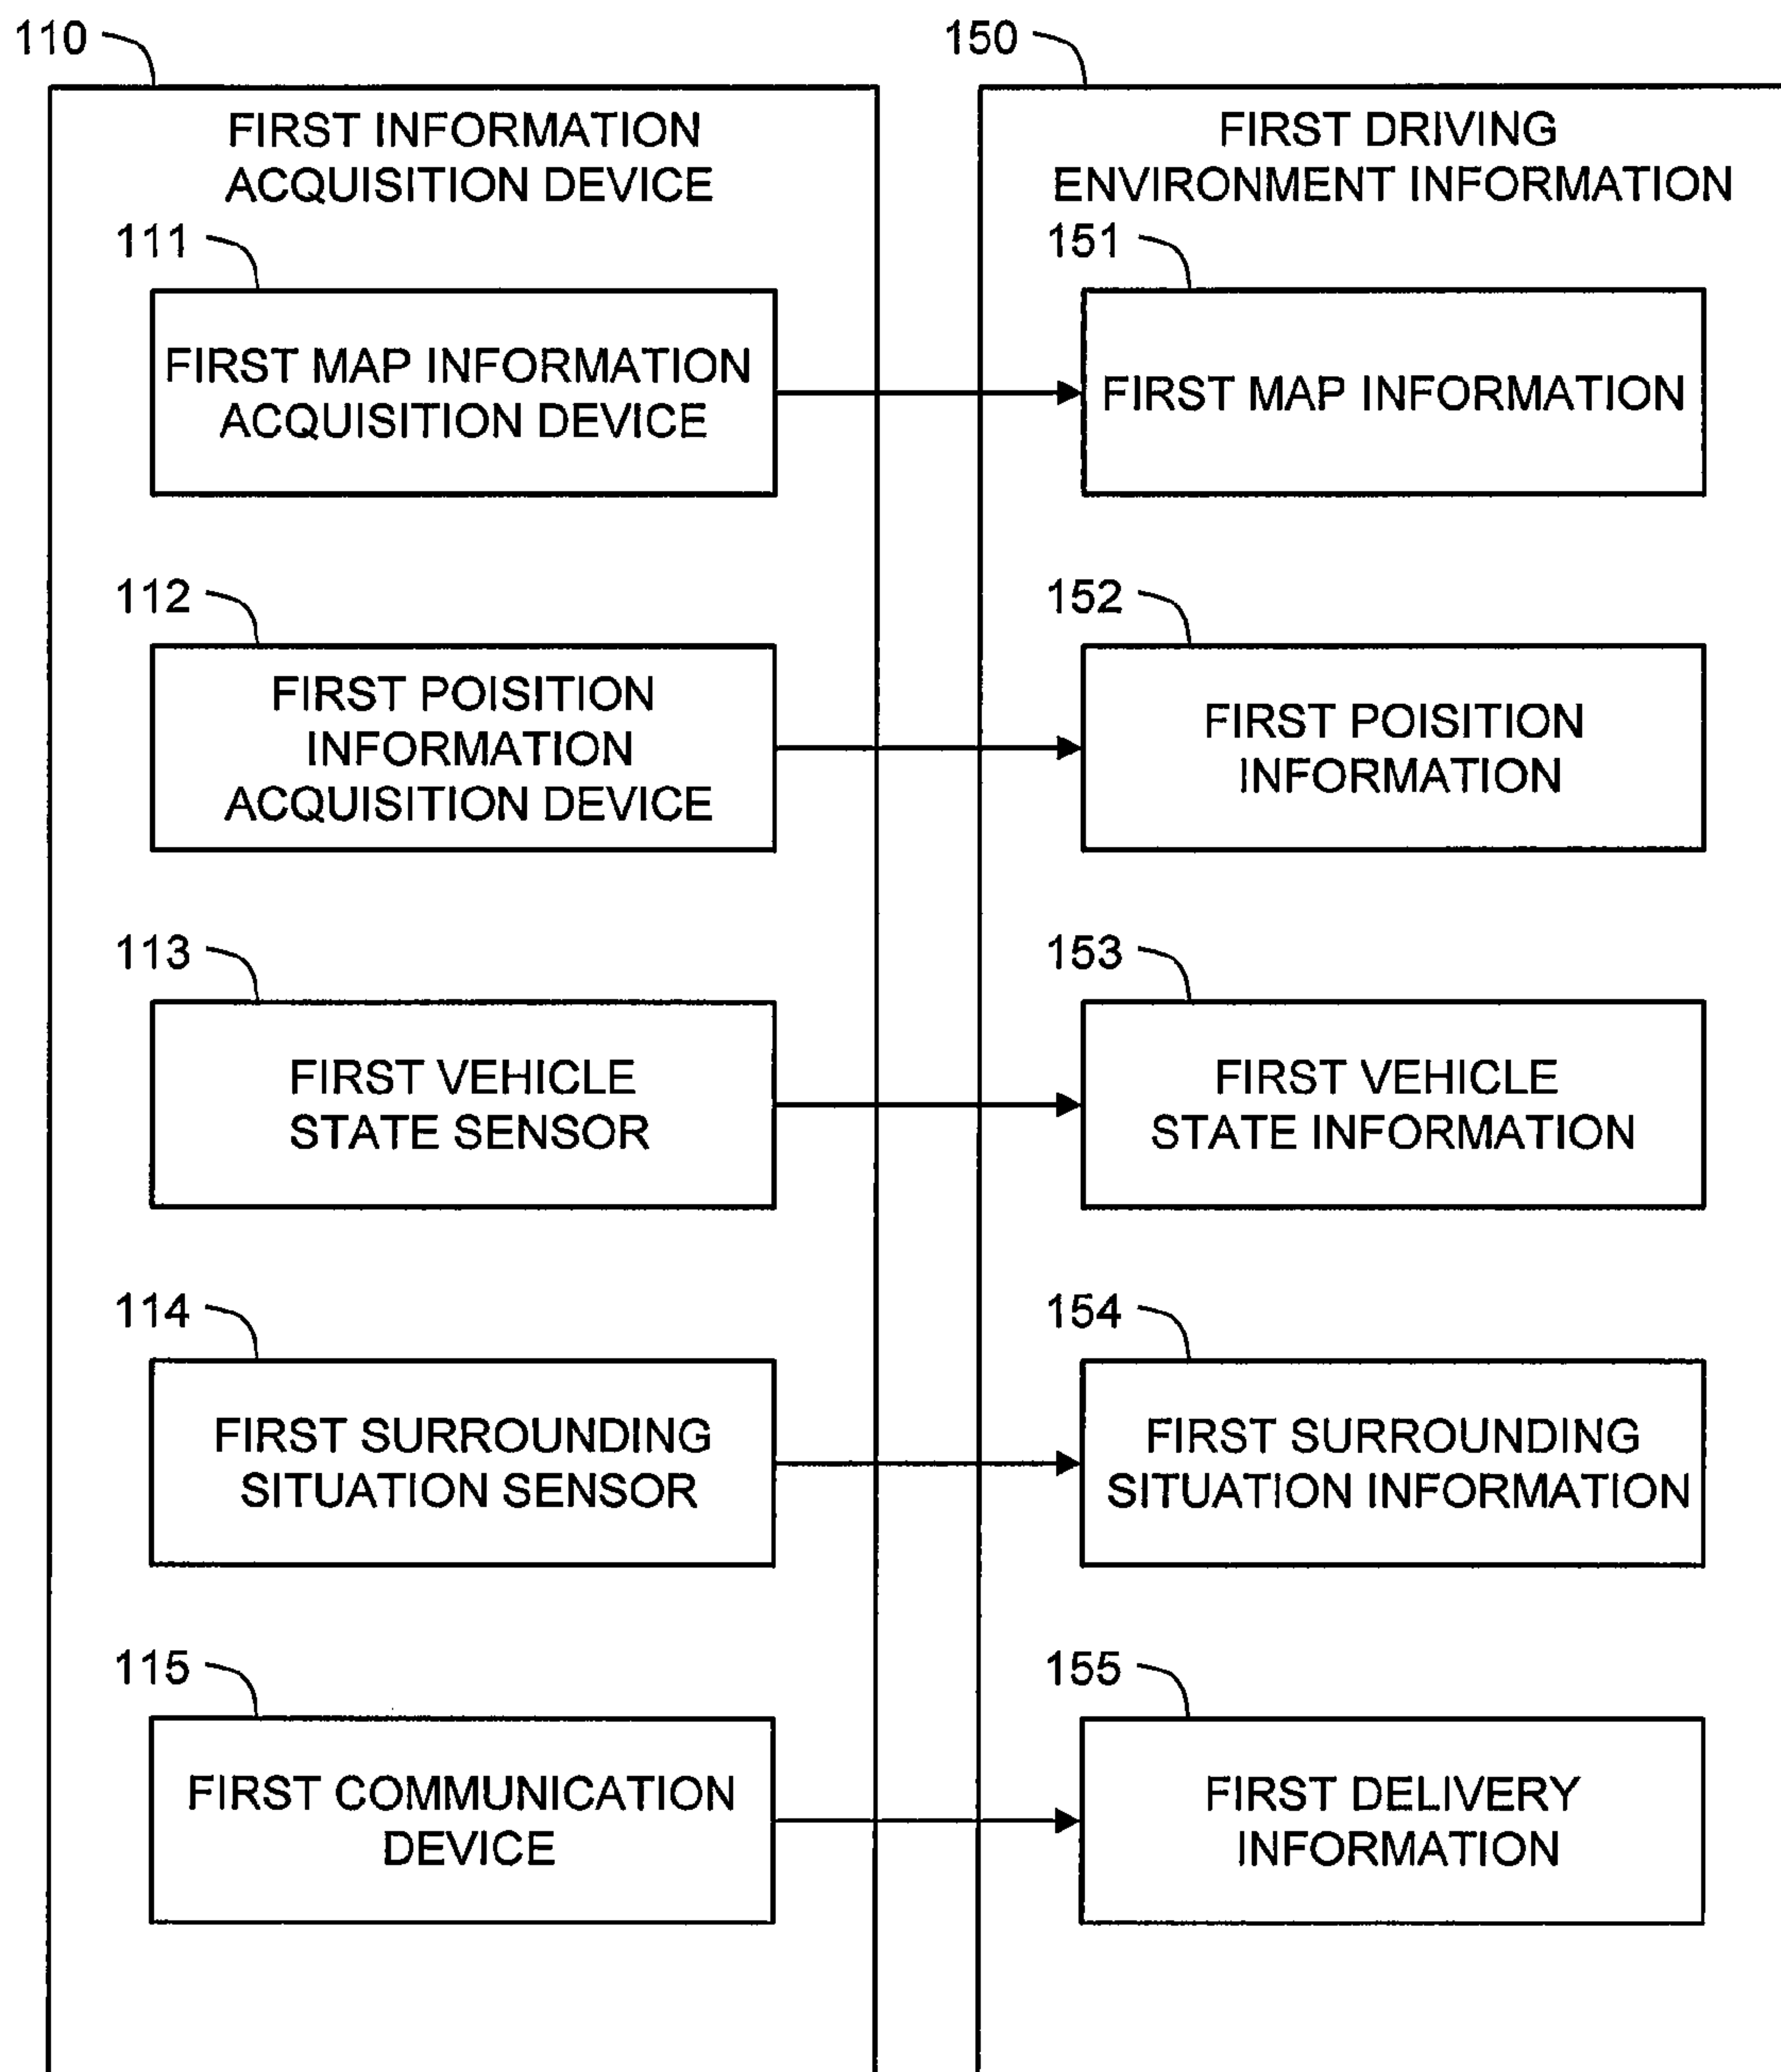 110
150
FIRST INFORMATION
ACQUISITION DEVICE
FIRST DRIVING
ENVIRONMENT INFORMATION
111
FIRST MAP INFORMATION
ACQUISITION DEVICE
151
FIRST MAP INFORMATION
112
FIRST POISITION
INFORMATION
ACQUISITION DEVICE
152
FIRST POISITION
INFORMATION
113
FIRST VEHICLE
STATE SENSOR
153
FIRST VEHICLE
STATE INFORMATION
114
FIRST SURROUNDING
SITUATION SENSOR
154
FIRST SURROUNDING
SITUATION INFORMATION
115
FIRST COMMUNICATION
DEVICE
155
FIRST DELIVERY
INFORMATION